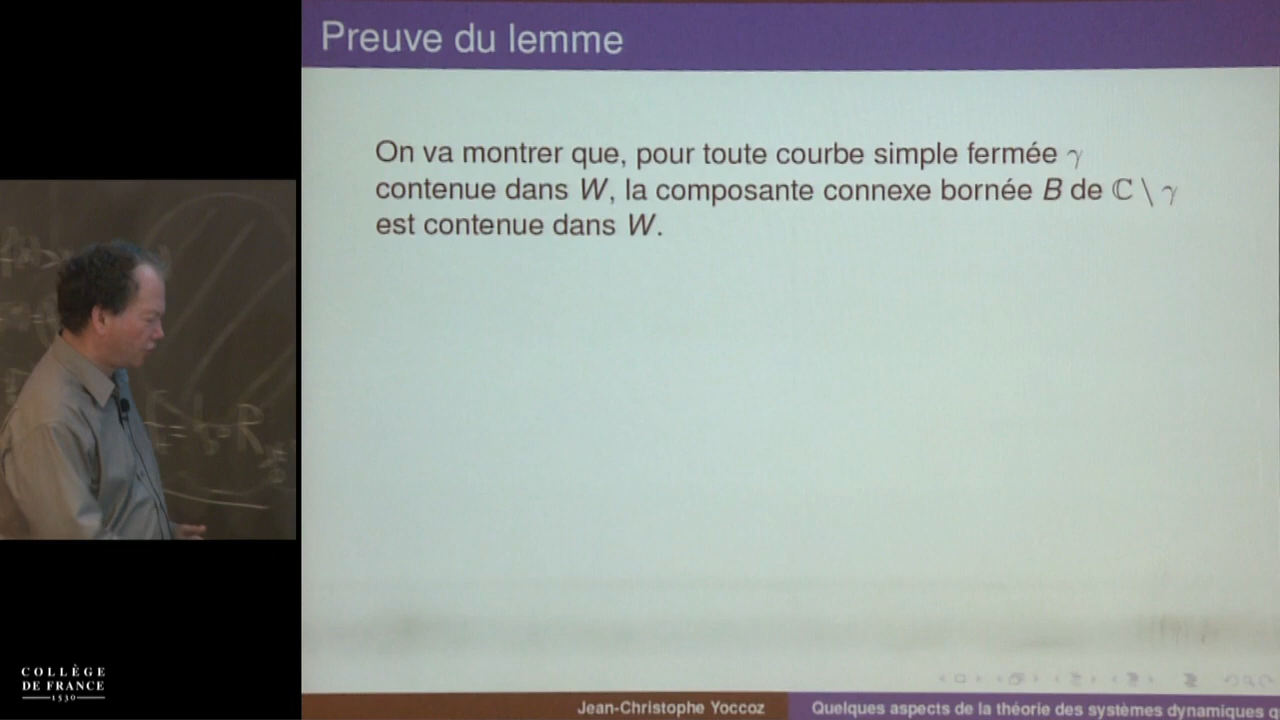 Preuve du lemme
On va montrer que, pour toute courbe simple fermée γ
contenue dans W, la composante connexe bornée B de ℂ \ γ
est contenue dans W.
COLLÈGE
DE FRANCE
1530
Jean-Christophe Yoccoz
Quelques aspects de la théorie des systèmes dynamiques